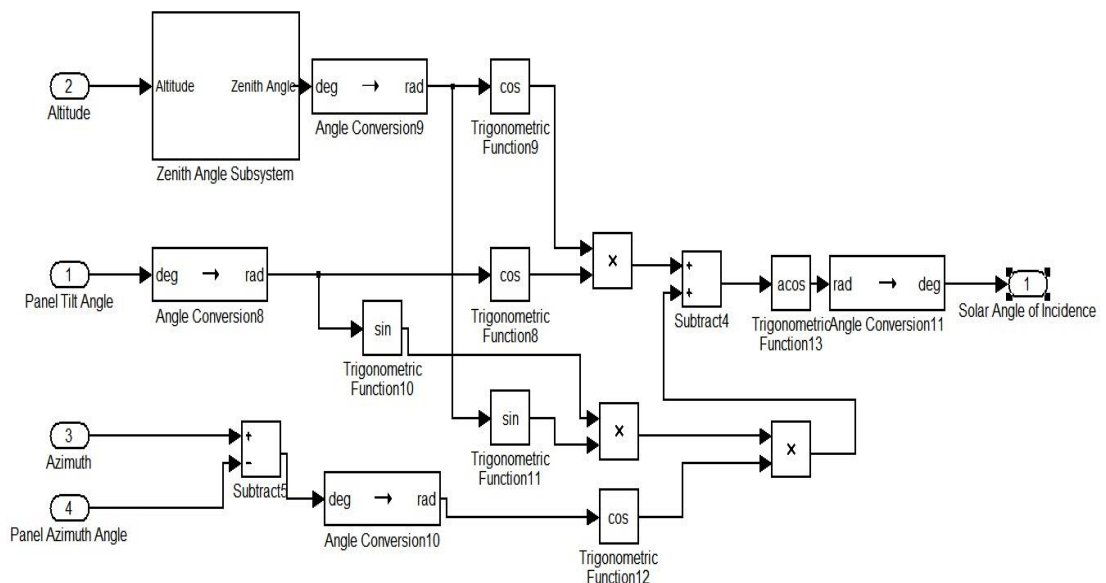 2
Altitude
Altitude
Zenith Angle
Zenith Angle Subsystem
deg → rad
Angle Conversion9
cos
Trigonometric
Function9
1
Panel Tilt Angle
deg → rad
Angle Conversion8
sin
Trigonometric
Function10
cos
Trigonometric
Function8
x
+
+
Subtract4
acos
Trigonometric
Function13
rad → deg
Angle Conversion11
1
Solar Angle of Incidence
sin
Trigonometric
Function11
x
x
3
Azimuth
4
Panel Azimuth Angle
+
−
Subtract5
deg → rad
Angle Conversion10
cos
Trigonometric
Function12